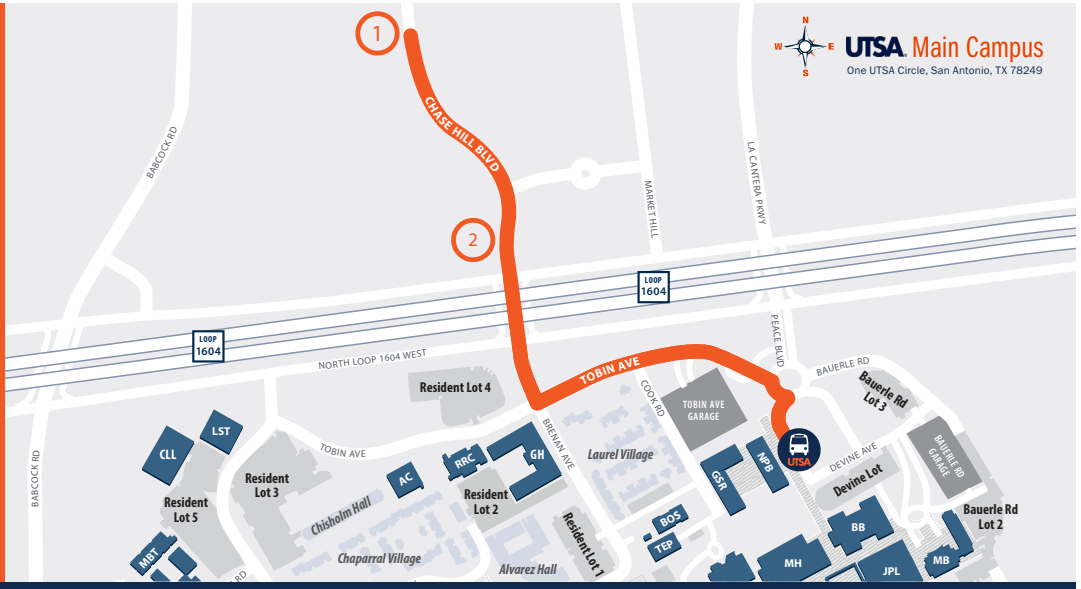 1
N
W E
S
UTSA Main Campus
One UTSA Circle, San Antonio, TX 78249
CHASE HILL BLVD
BABCOCK RD
LA CANTERA PKWY
MARKET HILL
2
LOOP
1604
LOOP
1604
PEACE BLVD
NORTH LOOP 1604 WEST
TOBIN AVE
BAUERLE RD
Resident Lot 4
COOK RD
Bauerle Rd
Lot 3
TOBIN AVE
GARAGE
BRENAN AVE
LST
CLL
TOBIN AVE
BABCOCK RD
RRC
GH
Laurel Village
UTSA
NPB
GSR
DEVINE AVE
BAUERLE RD
GARAGE
AC
Resident
Lot 3
Devine Lot
Resident
Lot 2
Resident
Lot 5
Chisholm Hall
BOS
Bauerle Rd
Lot 2
BB
Resident Lot 1
TEP
MBT
Chaparral Village
Alvarez Hall
MH
JPL
MB
RD